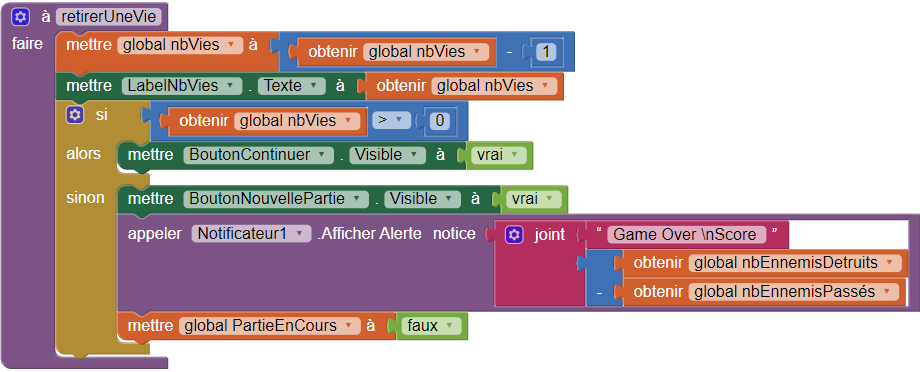 à retirerUneVie
faire mettre global nbVies à obtenir global nbVies - 1
mettre LabelNbVies . Texte à obtenir global nbVies
si obtenir global nbVies > 0
alors mettre BoutonContinuer . Visible à vrai
sinon mettre BoutonNouvellePartie . Visible à vrai
appeler Notificateur1 .Afficher Alerte notice joint “ Game Over \nScore ”
obtenir global nbEnnemisDetruits
- obtenir global nbEnnemisPassés
mettre global PartieEnCours à faux